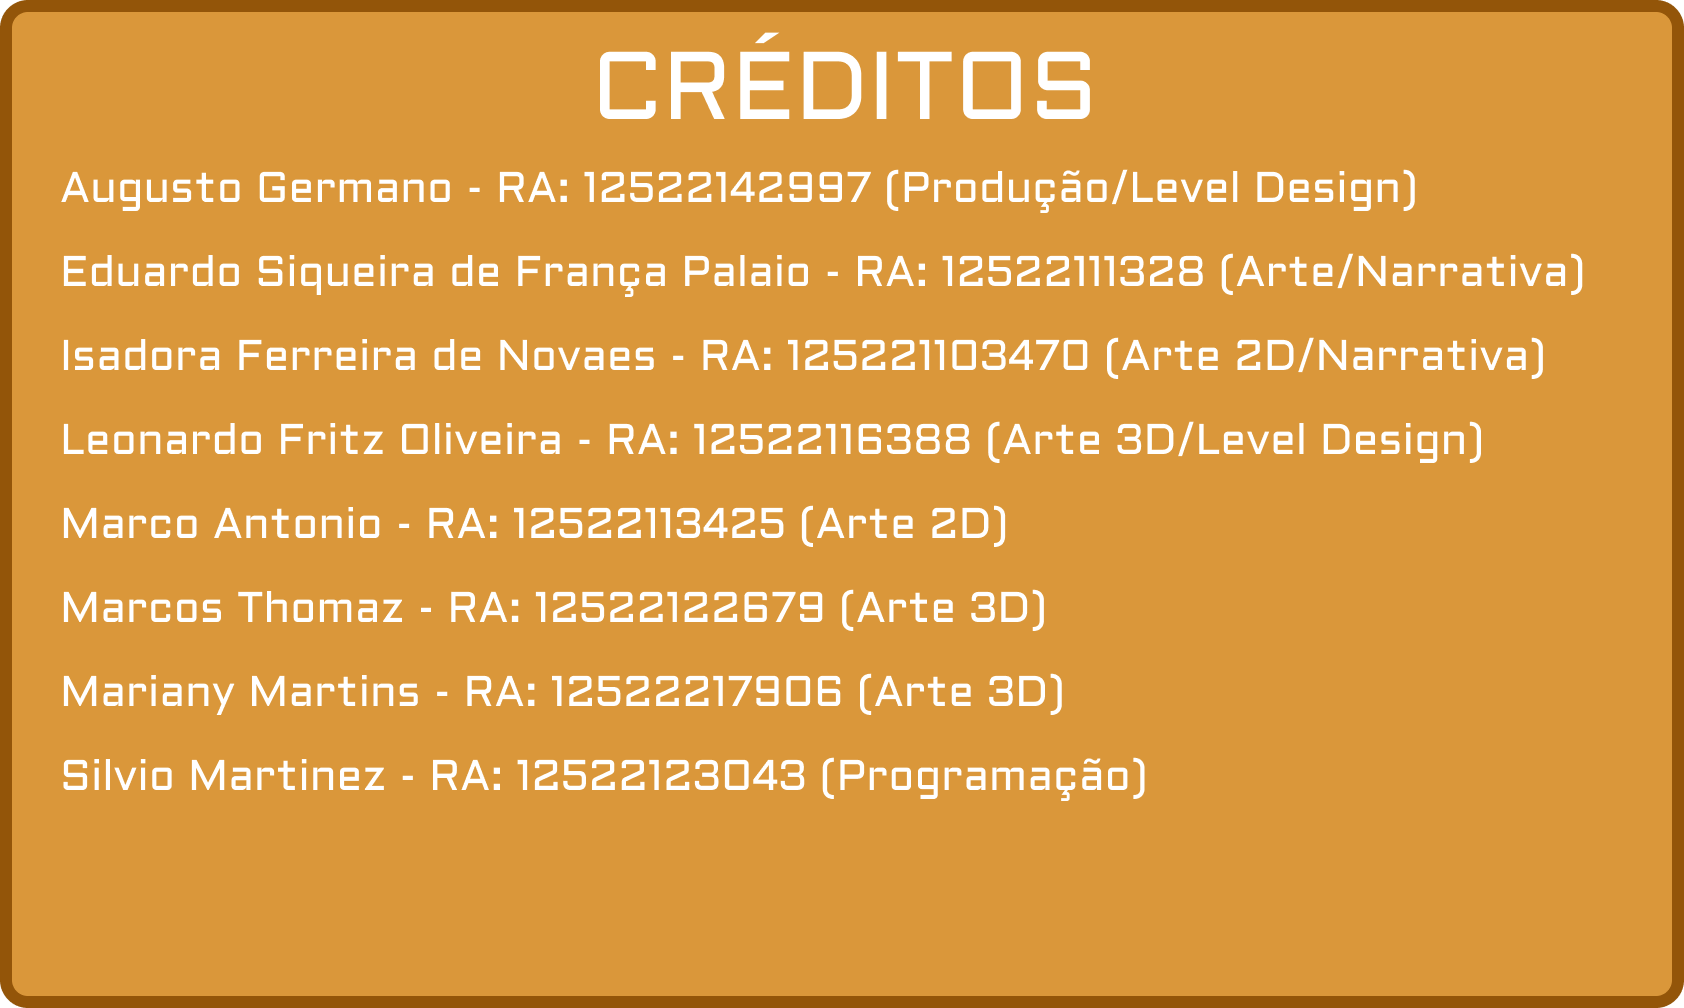 CRÉDITOS
Augusto Germano - RA: 12522142997 (Produção/Level Design)
Eduardo Siqueira de França Palaio - RA: 12522111328 (Arte/Narrativa)
Isadora Ferreira de Novaes - RA: 125221103470 (Arte 2D/Narrativa)
Leonardo Fritz Oliveira - RA: 12522116388 (Arte 3D/Level Design)
Marco Antonio - RA: 12522113425 (Arte 2D)
Marcos Thomaz - RA: 12522122679 (Arte 3D)
Mariany Martins - RA: 12522217906 (Arte 3D)
Silvio Martinez - RA: 12522123043 (Programação)